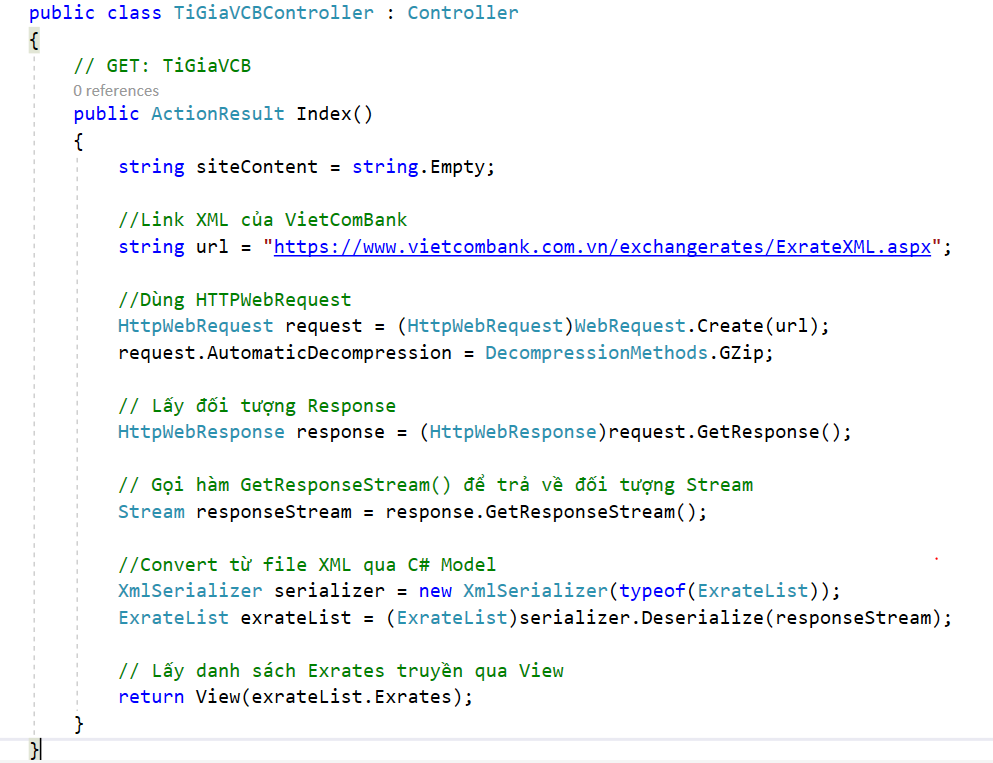 public class TiGiaVCBController : Controller
{
// GET: TiGiaVCB
0 references
public ActionResult Index()
{
string siteContent = string.Empty;
//Link XML của VietComBank
string url = "https://www.vietcombank.com.vn/exchangerates/ExrateXML.aspx";
//Dùng HTTPWebRequest
HttpWebRequest request = (HttpWebRequest)WebRequest.Create(url);
request.AutomaticDecompression = DecompressionMethods.GZip;
// Lấy đối tượng Response
HttpWebResponse response = (HttpWebResponse)request.GetResponse();
// Gọi hàm GetResponseStream() để trả về đối tượng Stream
Stream responseStream = response.GetResponseStream();
//Convert từ file XML qua C# Model
XmlSerializer serializer = new XmlSerializer(typeof(ExrateList));
ExrateList exrateList = (ExrateList)serializer.Deserialize(responseStream);
// Lấy danh sách Exrates truyền qua View
return View(exrateList.Exrates);
}
}